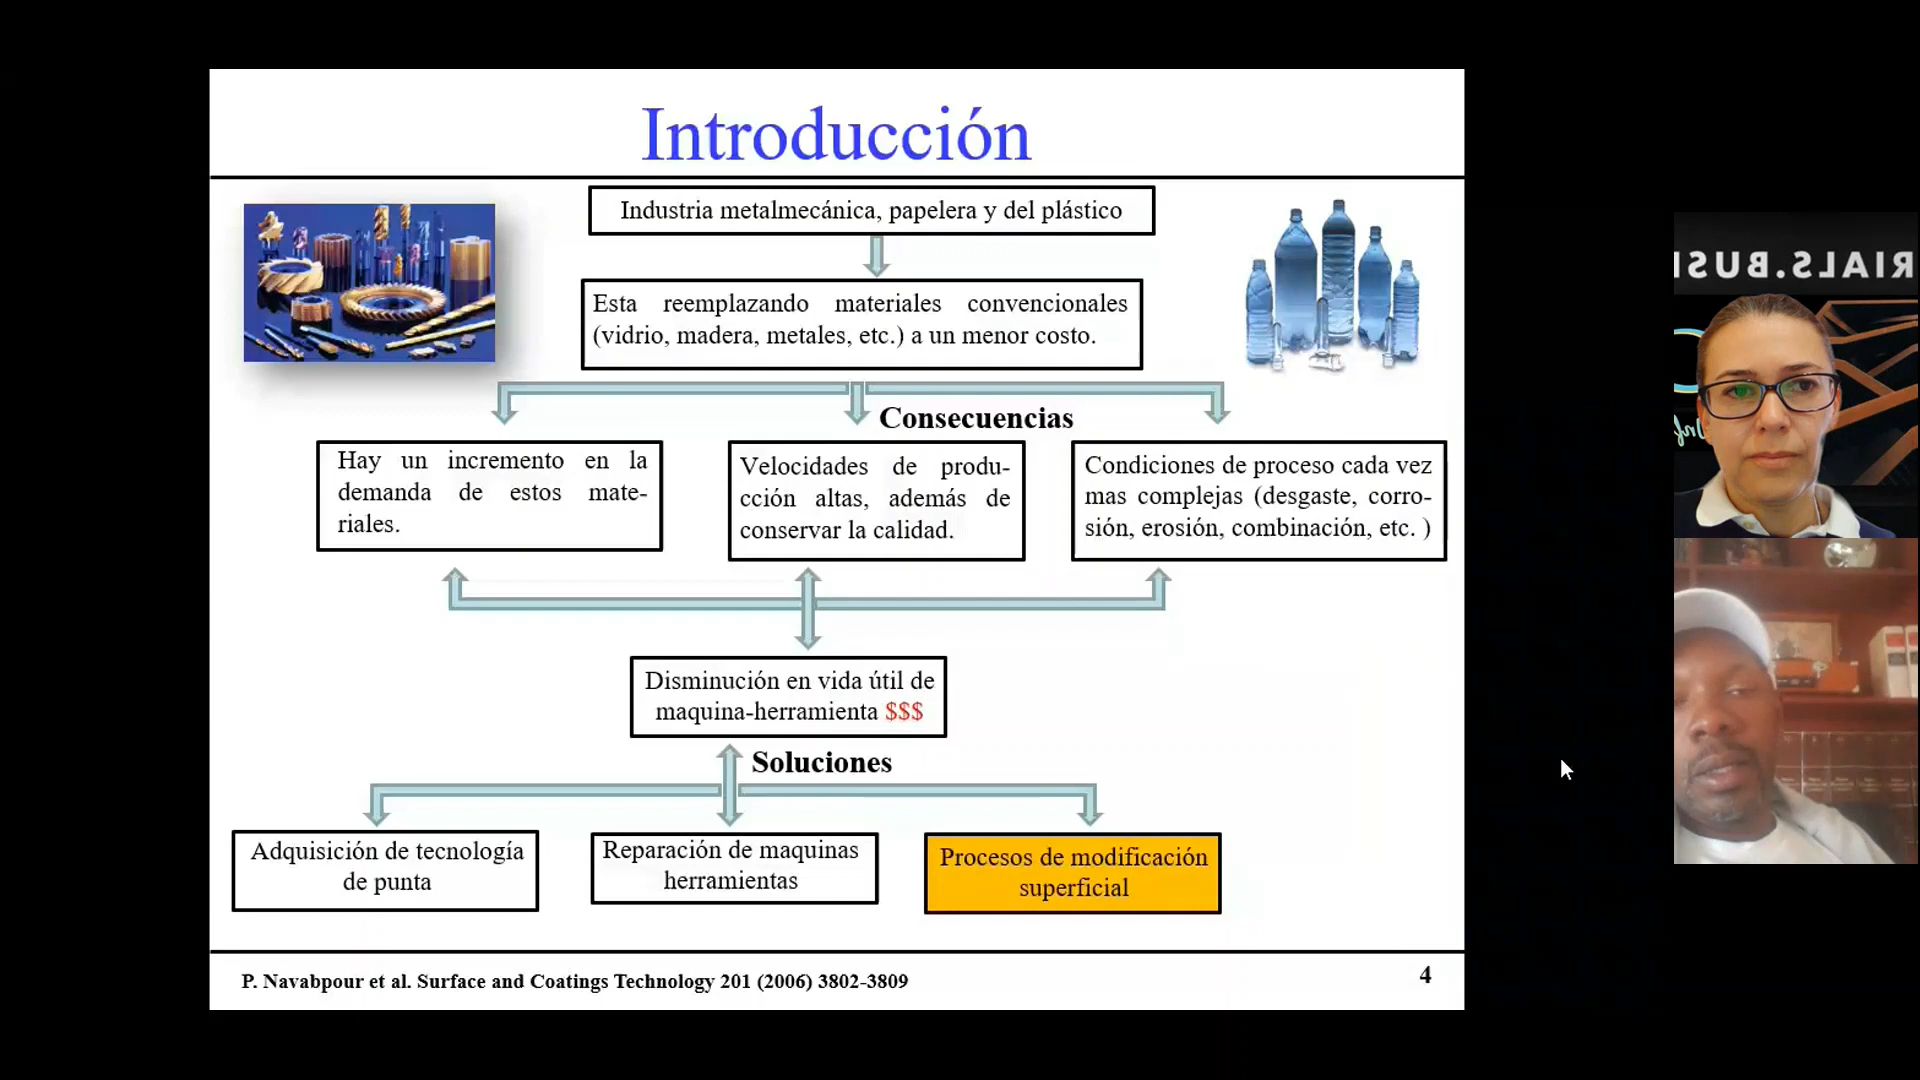 Introducción
Industria metalmecánica, papelera y del plástico
Esta reemplazando materiales convencionales
(vidrio, madera, metales, etc.) a un menor costo.
Consecuencias
Hay un incremento en la
demanda de estos mate-
riales.
Velocidades de produ-
cción altas, además de
conservar la calidad.
Condiciones de proceso cada vez
mas complejas (desgaste, corro-
sión, erosión, combinación, etc. )
Disminución en vida útil de
maquina-herramienta $$$
Soluciones
Adquisición de tecnología
de punta
Reparación de maquinas
herramientas
Procesos de modificación
superficial
P. Navabpour et al. Surface and Coatings Technology 201 (2006) 3802-3809
4
RIALS.BUSI